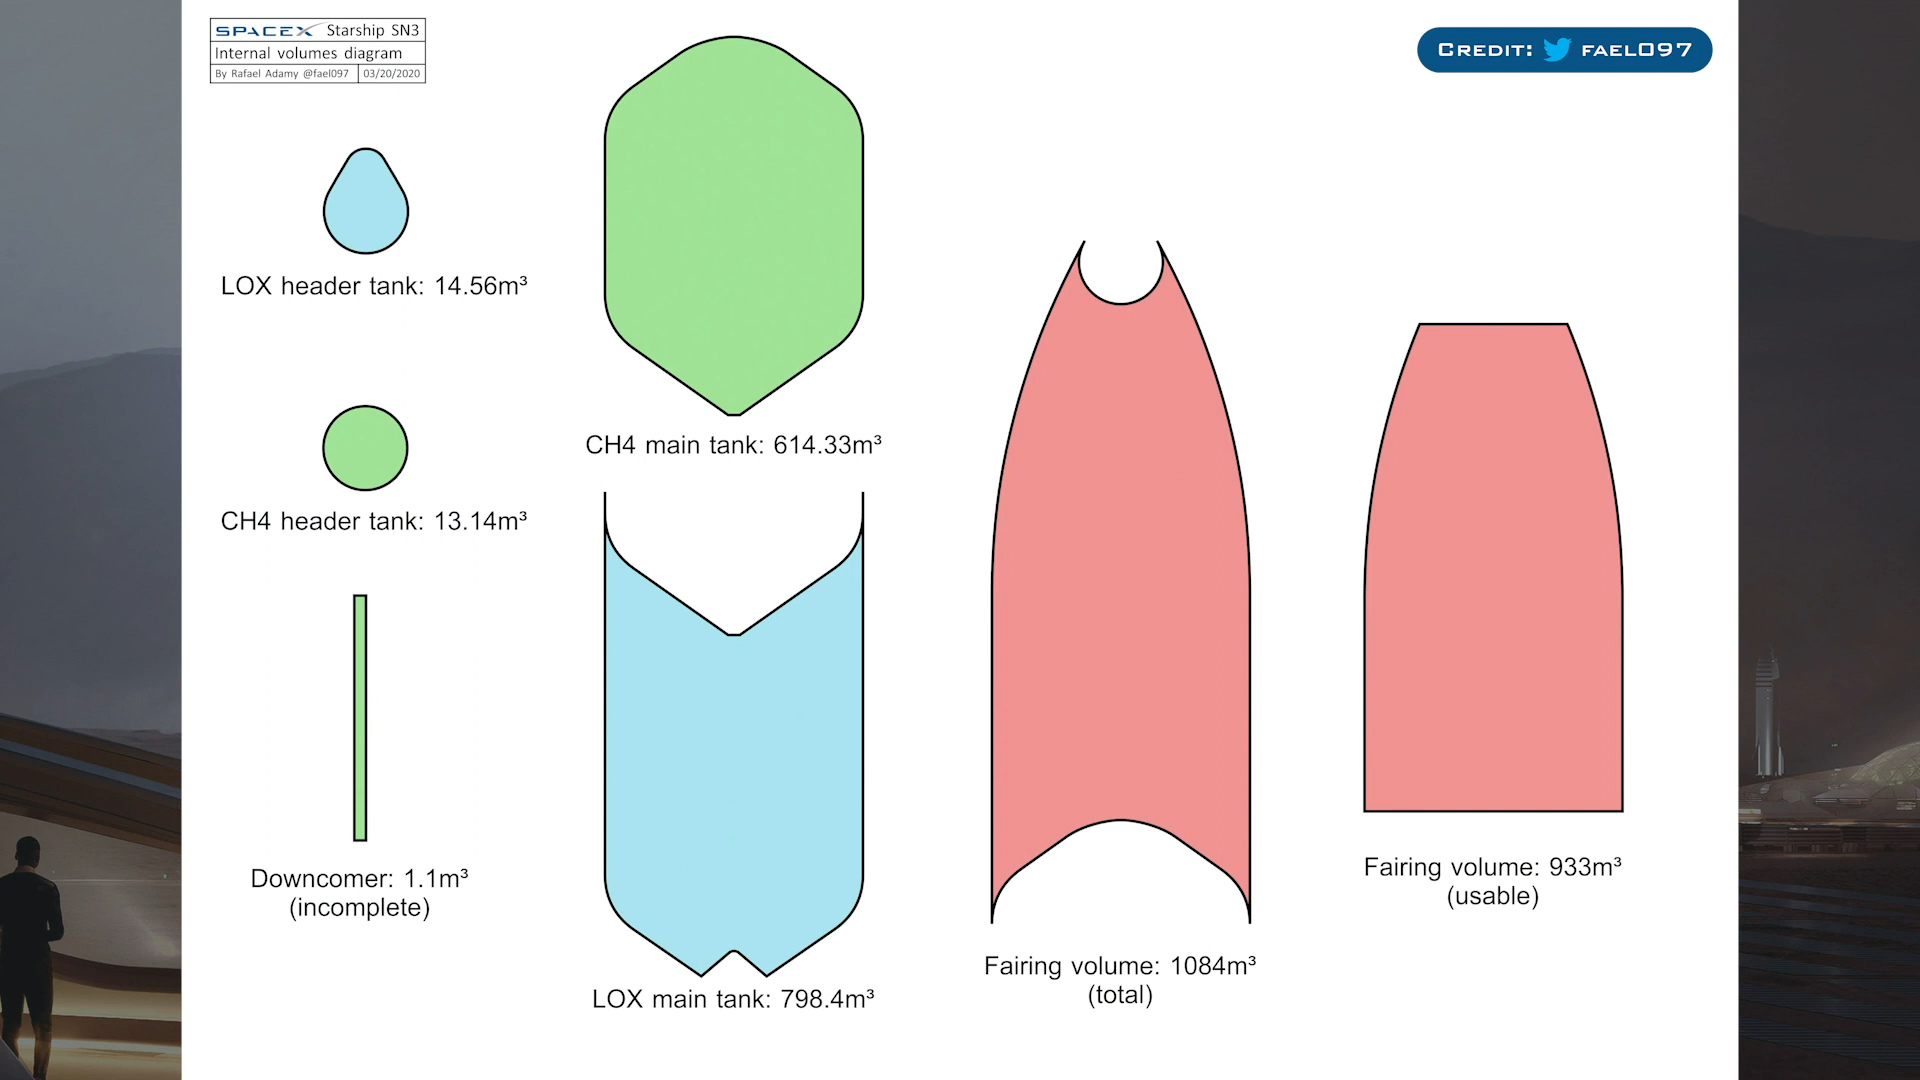 SPACEX Starship SN3
Internal volumes diagram
By Rafael Adamy @fael097 03/20/2020
CREDIT: FAEL097
LOX header tank: 14.56m³
CH4 header tank: 13.14m³
Downcomer: 1.1m³
(incomplete)
CH4 main tank: 614.33m³
LOX main tank: 798.4m³
Fairing volume: 1084m³
(total)
Fairing volume: 933m³
(usable)